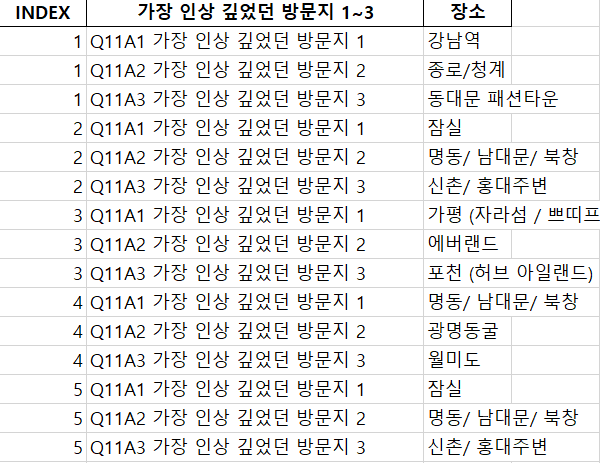 INDEX 가장 인상 깊었던 방문지 1~3 장소
1 Q11A1 가장 인상 깊었던 방문지 1 강남역
1 Q11A2 가장 인상 깊었던 방문지 2 종로/청계
1 Q11A3 가장 인상 깊었던 방문지 3 동대문 패션타운
2 Q11A1 가장 인상 깊었던 방문지 1 잠실
2 Q11A2 가장 인상 깊었던 방문지 2 명동/ 남대문/ 북창
2 Q11A3 가장 인상 깊었던 방문지 3 신촌/ 홍대주변
3 Q11A1 가장 인상 깊었던 방문지 1 가평 (자라섬 / 쁘띠프
3 Q11A2 가장 인상 깊었던 방문지 2 에버랜드
3 Q11A3 가장 인상 깊었던 방문지 3 포천 (허브 아일랜드)
4 Q11A1 가장 인상 깊었던 방문지 1 명동/ 남대문/ 북창
4 Q11A2 가장 인상 깊었던 방문지 2 광명동굴
4 Q11A3 가장 인상 깊었던 방문지 3 월미도
5 Q11A1 가장 인상 깊었던 방문지 1 잠실
5 Q11A2 가장 인상 깊었던 방문지 2 명동/ 남대문/ 북창
5 Q11A3 가장 인상 깊었던 방문지 3 신촌/ 홍대주변